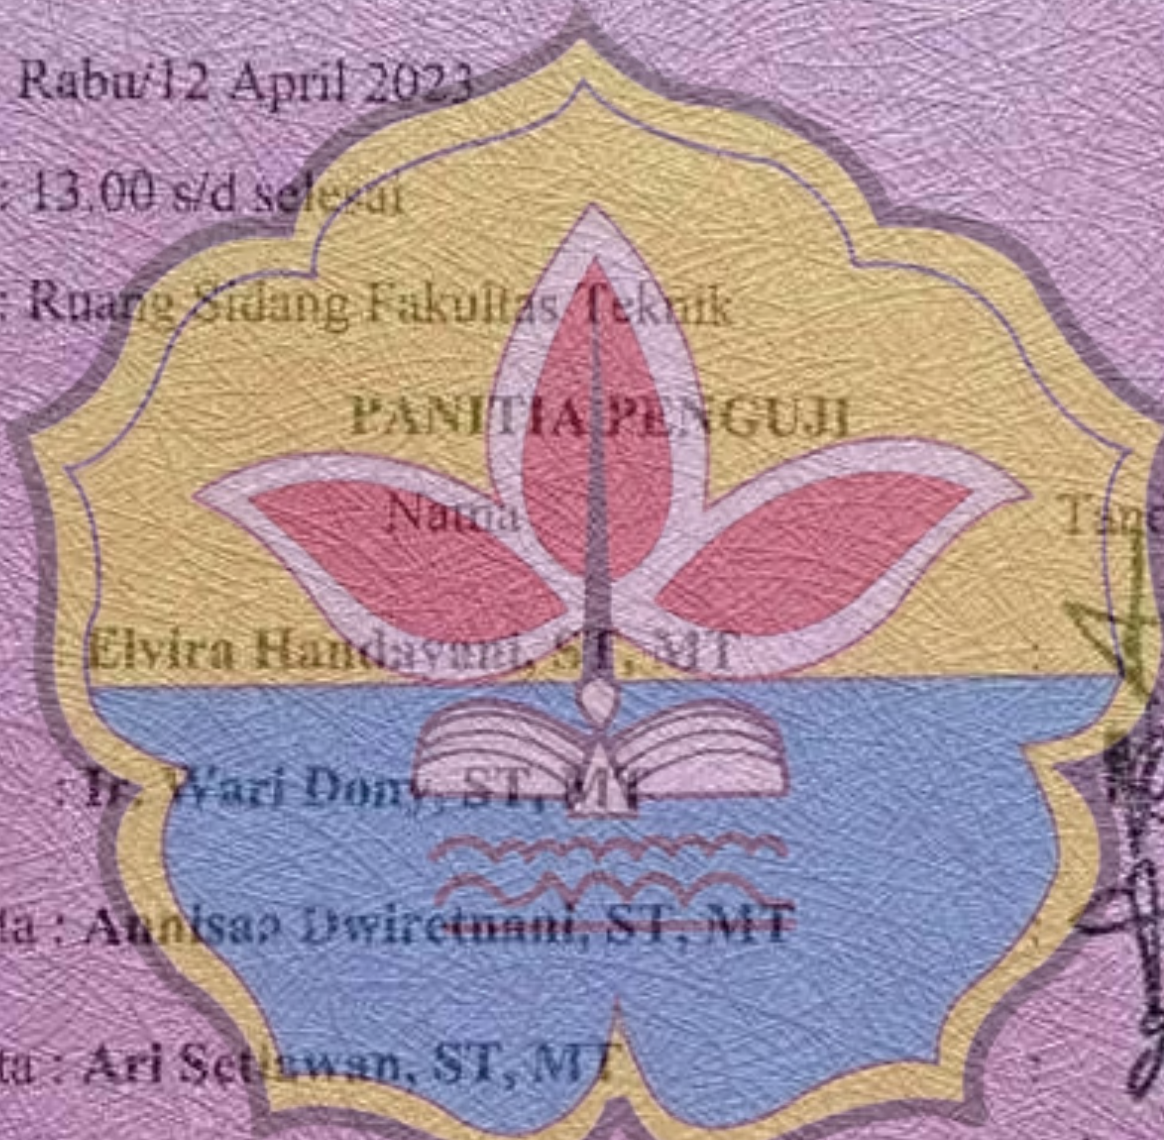 Rabu/12 April 2023
: 13.00 s/d selesai
: Ruang Sidang Fakultas Teknik
PANITIA PENGUJI
Nama
: Elvira Handayani, ST, MT :
: Ir. Wari Dony, ST, MT
: Annisaa Dwiretnani, ST, MT :
ta : Ari Setiawan, ST, MT :